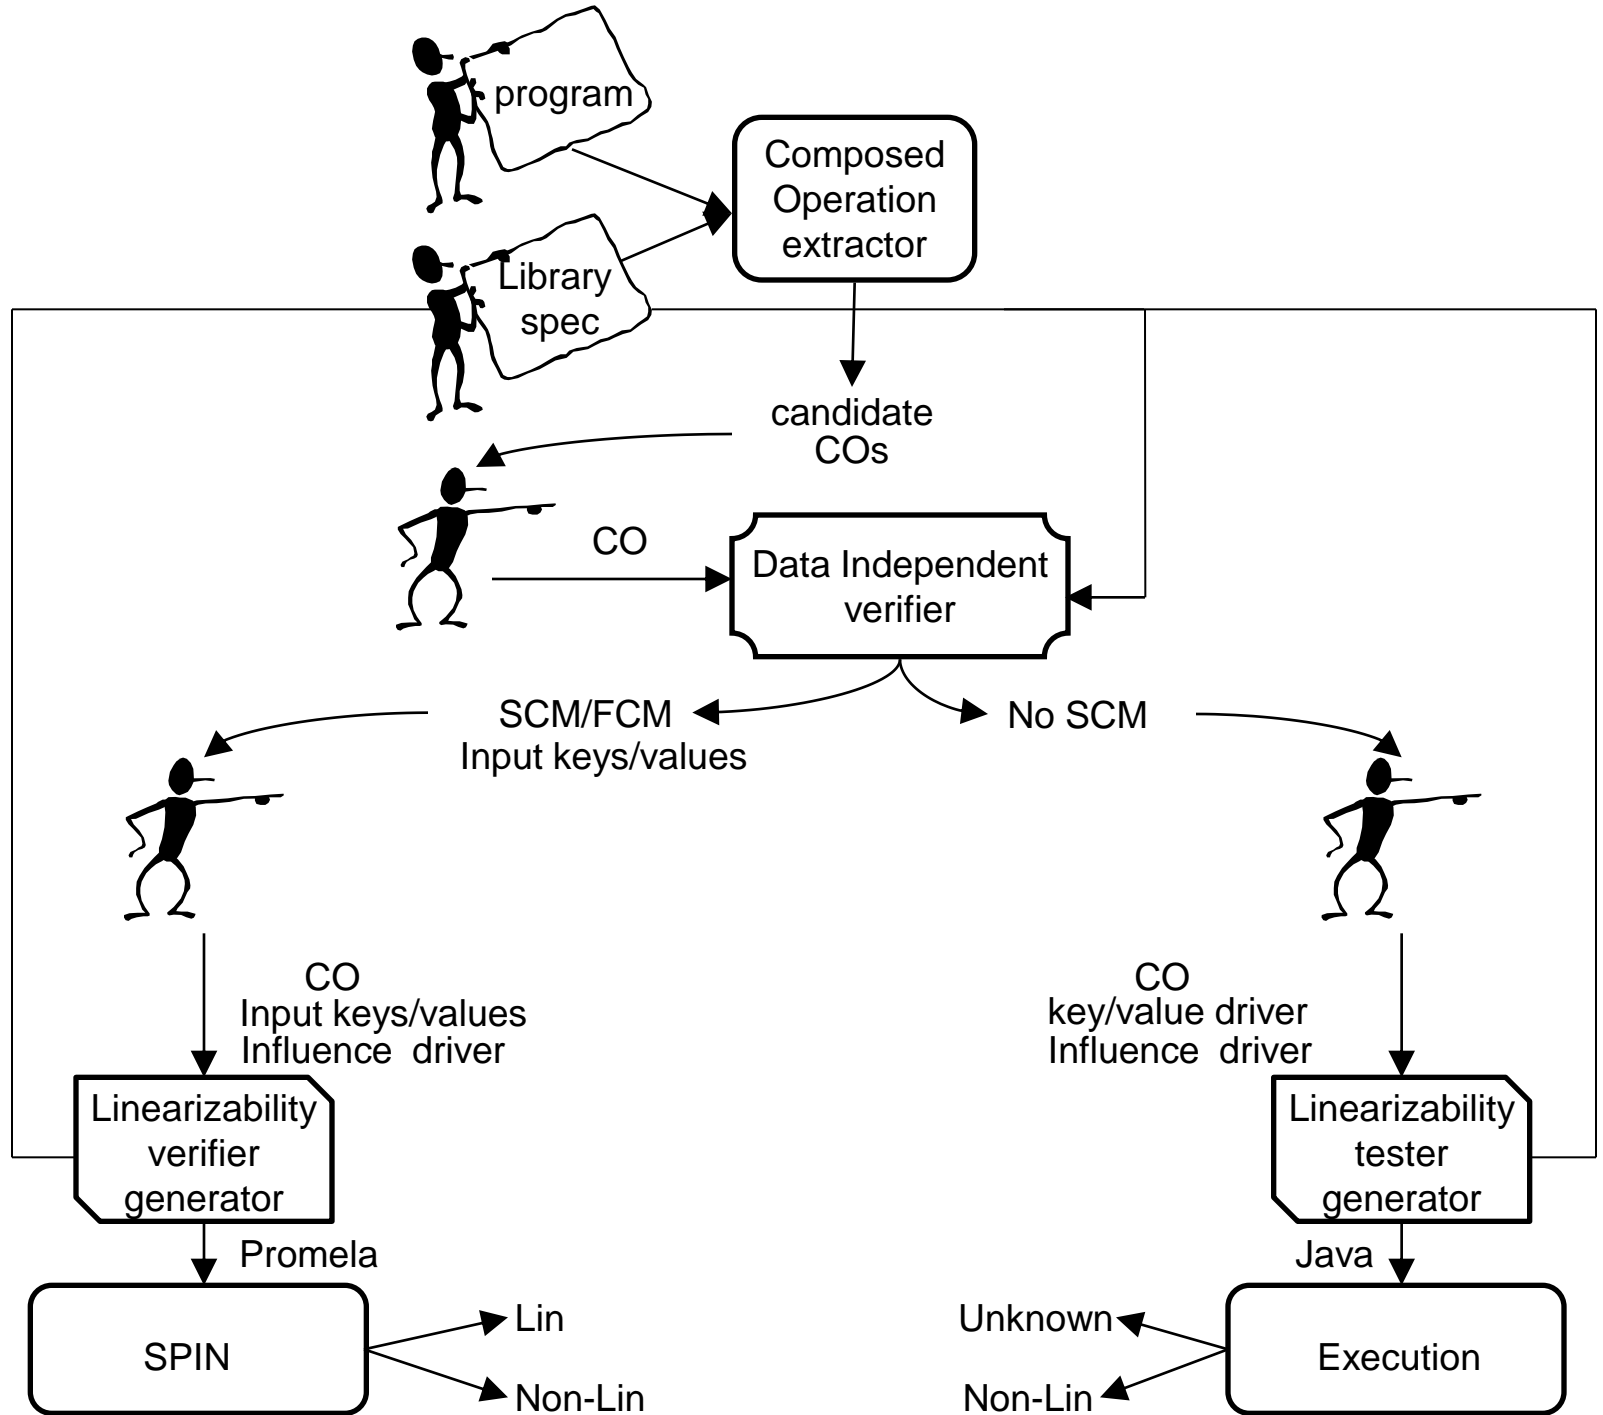 program
Composed
Operation
extractor
Library
spec
candidate
COs
CO
Data Independent
verifier
SCM/FCM
Input keys/values
No SCM
CO
Input keys/values
Influence driver
CO
key/value driver
Influence driver
Linearizability
verifier
generator
Linearizability
tester
generator
Promela
Java
SPIN
Lin
Non-Lin
Unknown
Non-Lin
Execution